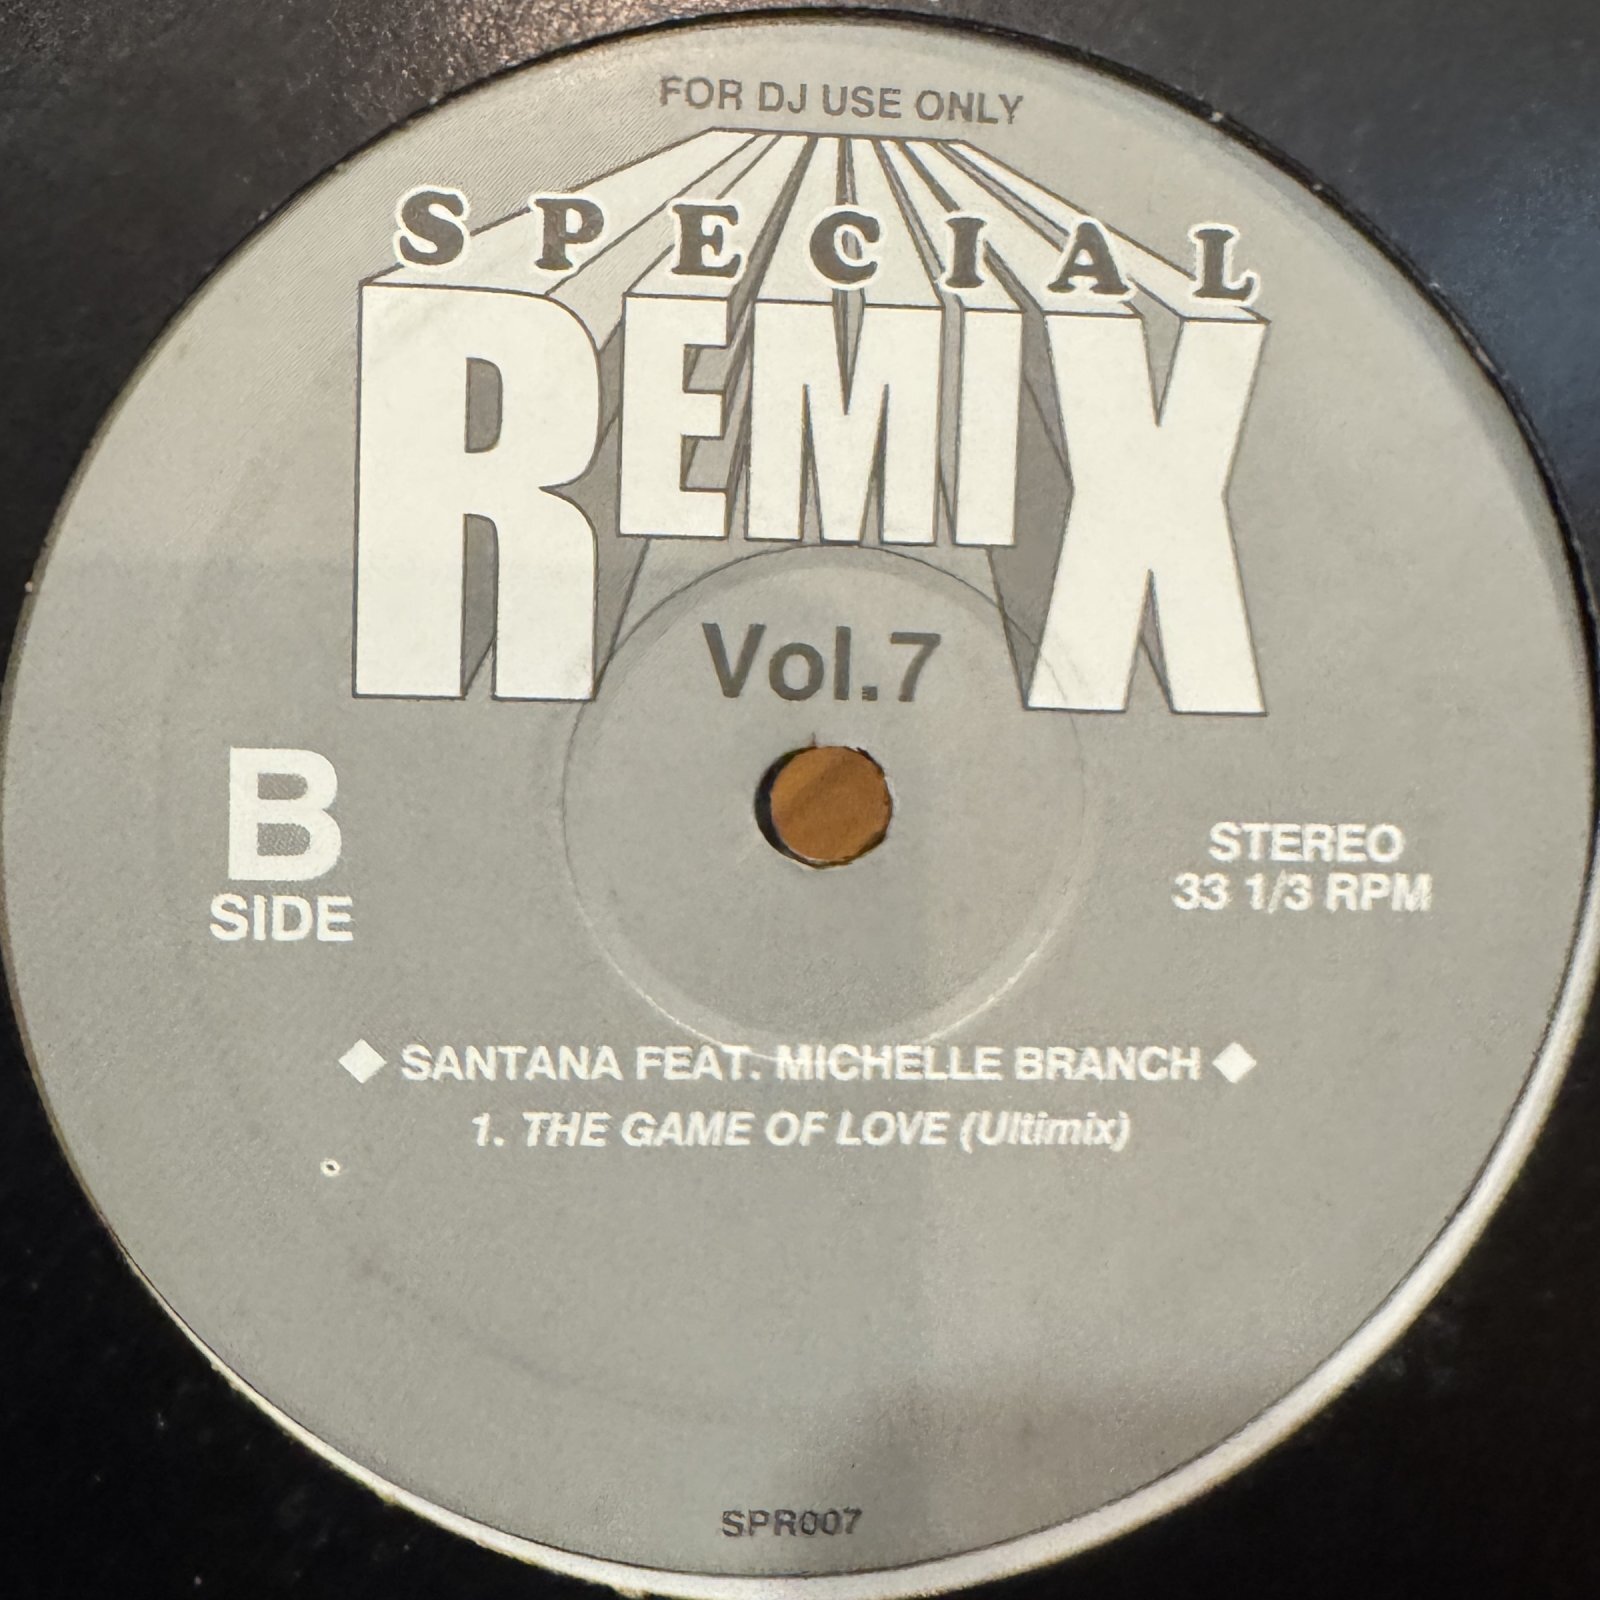 FOR DJ USE ONLY
SPECIAL
REMIX
Vol.7
B
SIDE
STEREO
33 1/3 RPM
SANTANA FEAT. MICHELLE BRANCH
1. THE GAME OF LOVE (Ultimix)
SPR007